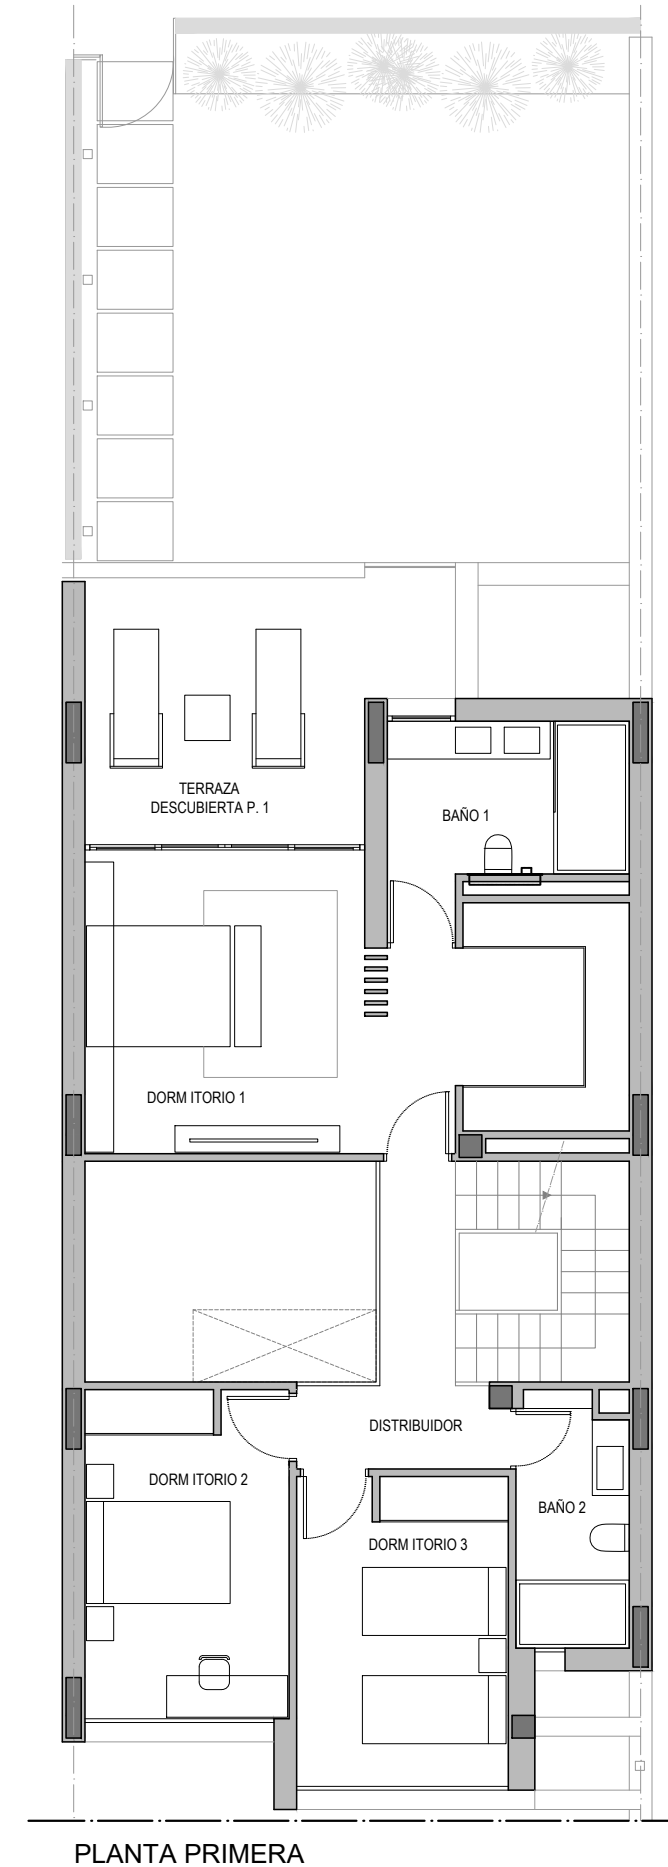 TERRAZA
DESCUBIERTA P. 1
BAÑO 1
DORM ITORIO 1
DISTRIBUIDOR
DORM ITORIO 2
BAÑO 2
DORM ITORIO 3
PLANTA PRIMERA